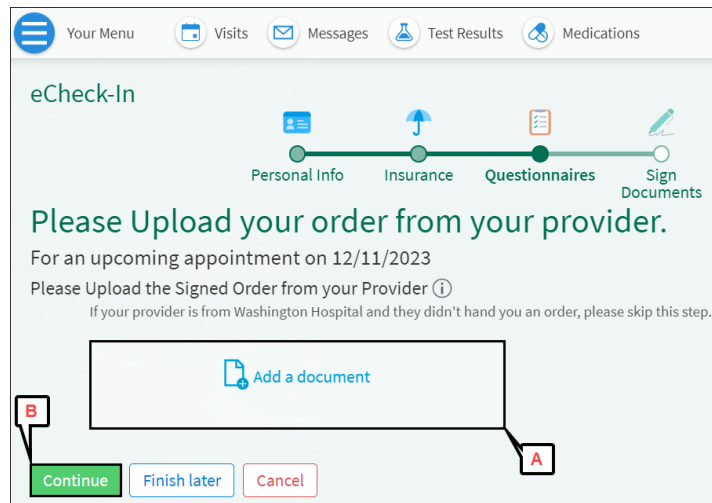 Your Menu Visits Messages Test Results Medications
eCheck-In
Personal Info Insurance Questionnaires Sign
Documents
Please Upload your order from your provider.
For an upcoming appointment on 12/11/2023
Please Upload the Signed Order from your Provider i
If your provider is from Washington Hospital and they didn't hand you an order, please skip this step.
Add a document
B
A
Continue Finish later Cancel